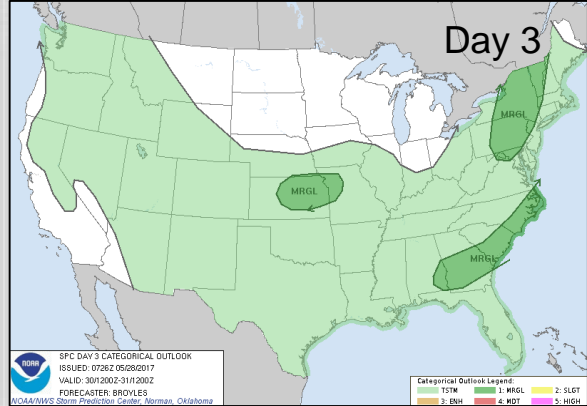 Day 3
MRGL
MRGL
MRGL
NOAA
SPC DAY 3 CATEGORICAL OUTLOOK
ISSUED: 0726Z 05/28/2017
VALID: 30/1200Z-31/1200Z
FORECASTER: BROYLES
NOAA/NWS Storm Prediction Center, Norman, Oklahoma
Categorical Outlook Legend:
TSTM 1: MRGL 2: SLGT
3: ENH 4: MDT 5: HIGH